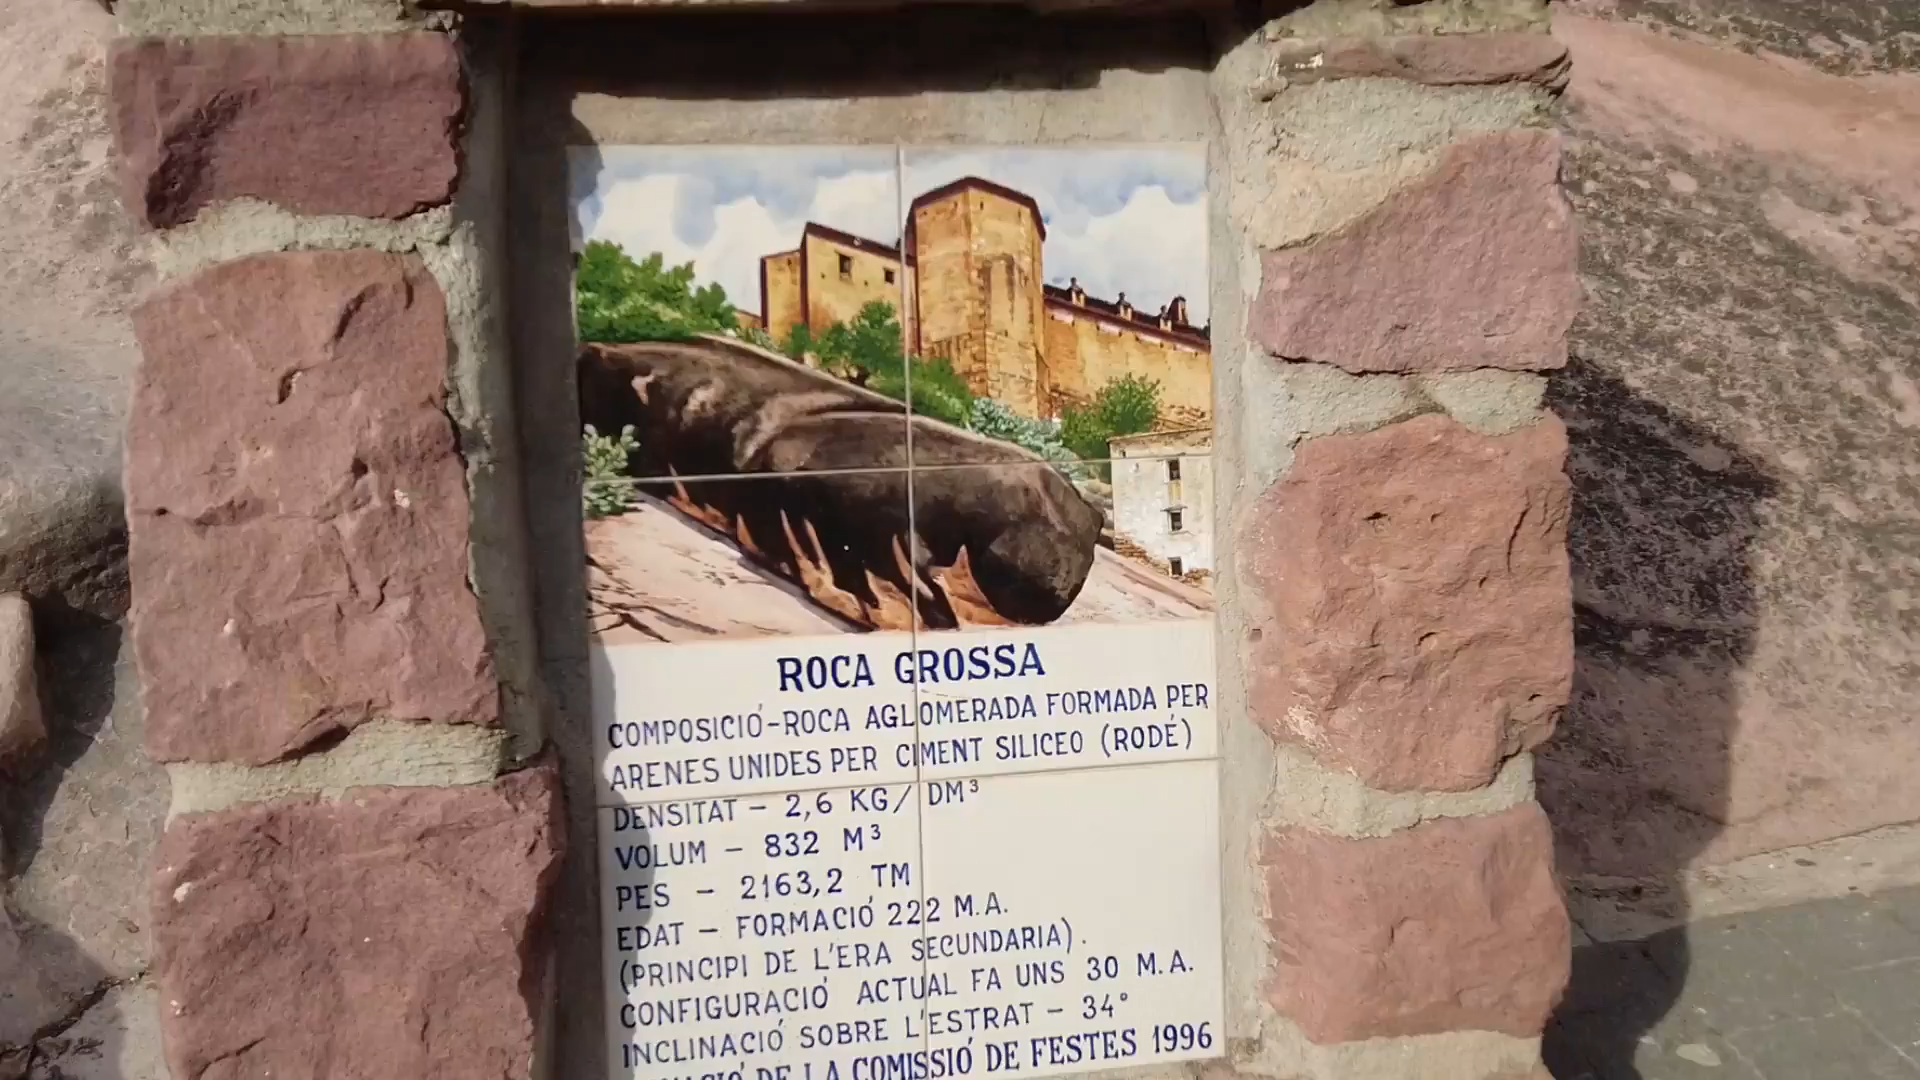 ROCA GROSSA
COMPOSICIÓ-ROCA AGLOMERADA FORMADA PER
ARENES UNIDES PER CIMENT SILICEO (RODÉ)
DENSITAT - 2,6 KG/DM³
VOLUM - 832 M³
PES - 2163,2 TM
EDAT - FORMACIÓ 222 M.A.
(PRINCIPI DE L'ERA SECUNDARIA).
CONFIGURACIÓ ACTUAL FA UNS 30 M.A.
INCLINACIÓ SOBRE L'ESTRAT - 34°
DE LA COMISSIÓ DE FESTES 1996